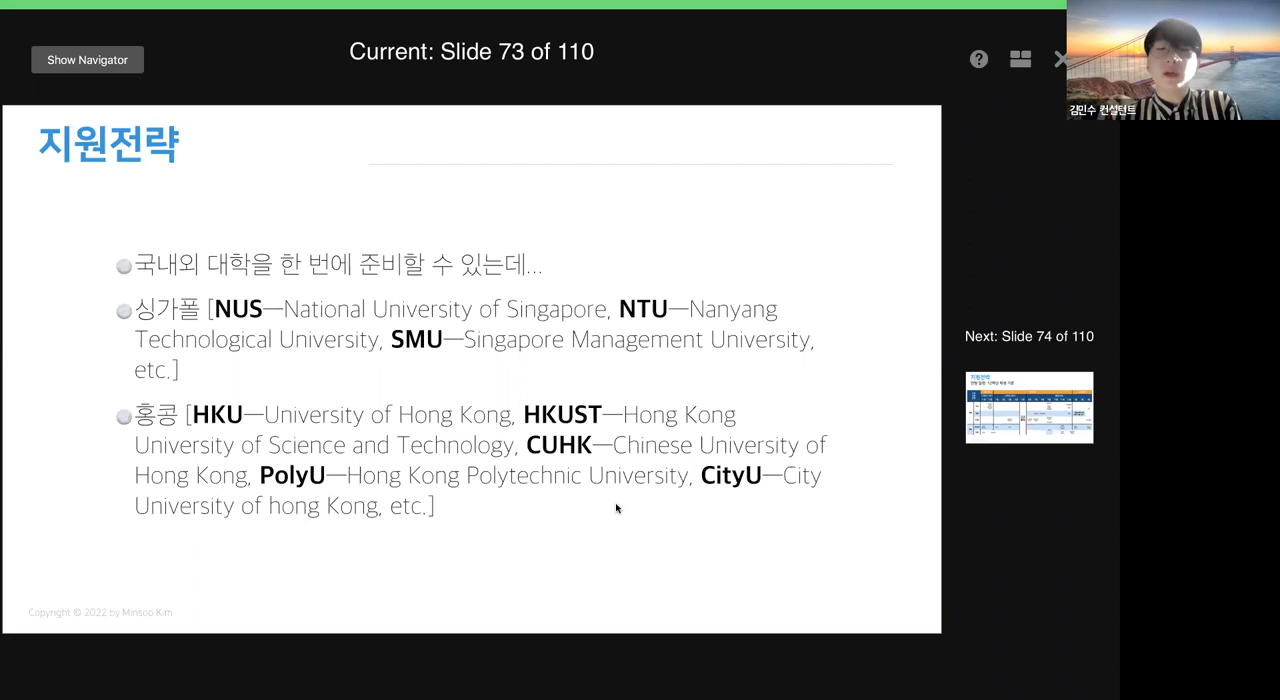 Show Navigator
Current: Slide 73 of 110
김민수 컨설턴트
지원전략
국내외 대학을 한 번에 준비할 수 있는데...
싱가폴 [NUS—National University of Singapore, NTU—Nanyang
Technological University, SMU—Singapore Management University,
etc.]
홍콩 [HKU—University of Hong Kong, HKUST—Hong Kong
University of Science and Technology, CUHK—Chinese University of
Hong Kong, PolyU—Hong Kong Polytechnic University, CityU—City
University of hong Kong, etc.]
Copyright © 2022 by Minsoo Kim
Next: Slide 74 of 110
지원전략